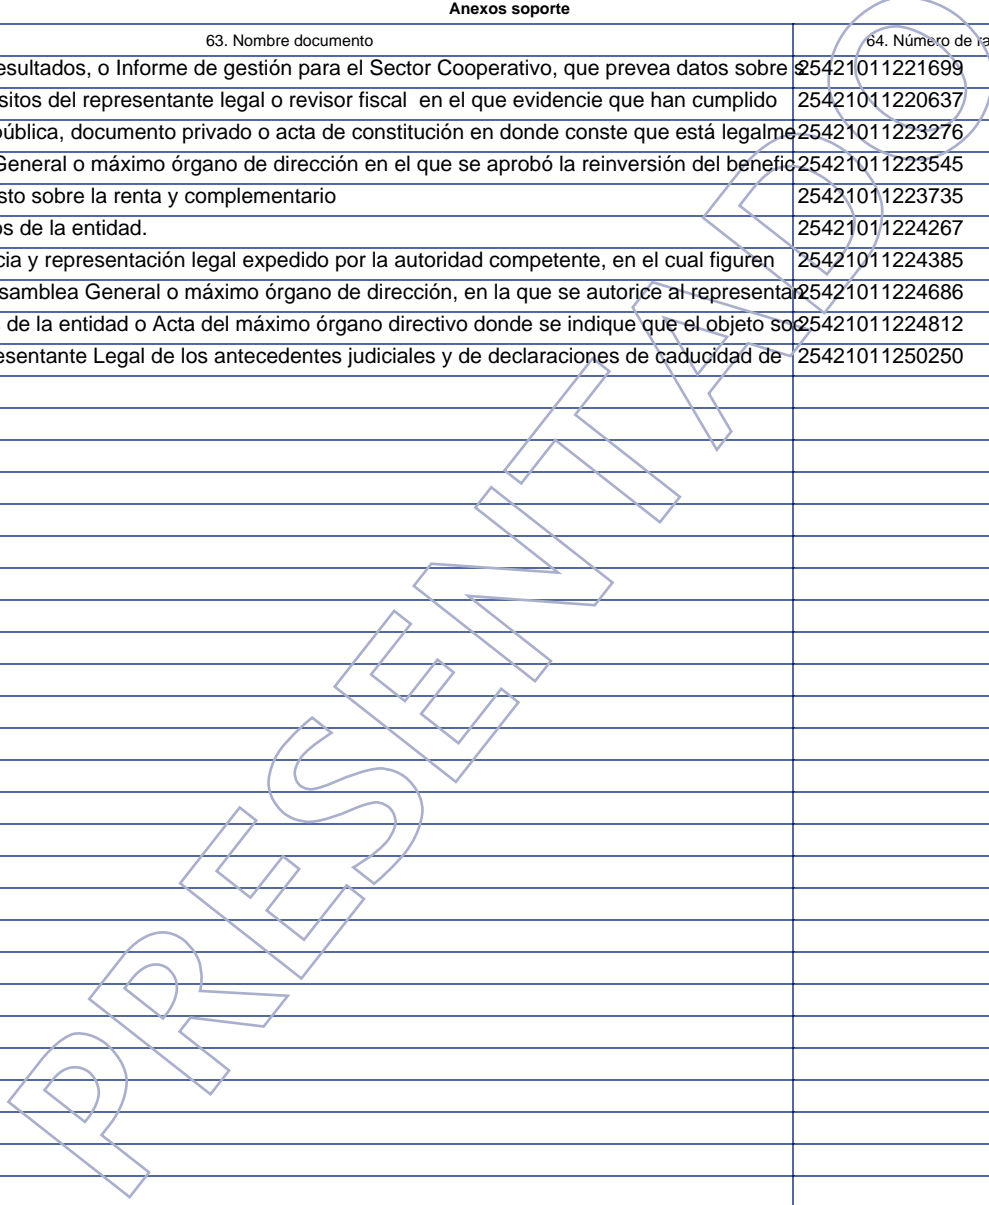 Anexos soporte
63. Nombre documento 64. Número de ra
esultados, o Informe de gestión para el Sector Cooperativo, que prevea datos sobre s 25421011221699
sitos del representante legal o revisor fiscal en el que evidencie que han cumplido 25421011220637
pública, documento privado o acta de constitución en donde conste que está legalme 25421011223276
General o máximo órgano de dirección en el que se aprobó la reinversión del benefic 25421011223545
sto sobre la renta y complementario 25421011223735
os de la entidad. 25421011224267
cia y representación legal expedido por la autoridad competente, en el cual figuren 25421011224385
samblea General o máximo órgano de dirección, en la que se autorice al representan 25421011224686
s de la entidad o Acta del máximo órgano directivo donde se indique que el objeto soc 25421011224812
esentante Legal de los antecedentes judiciales y de declaraciones de caducidad de 25421011250250
PRESENTADO